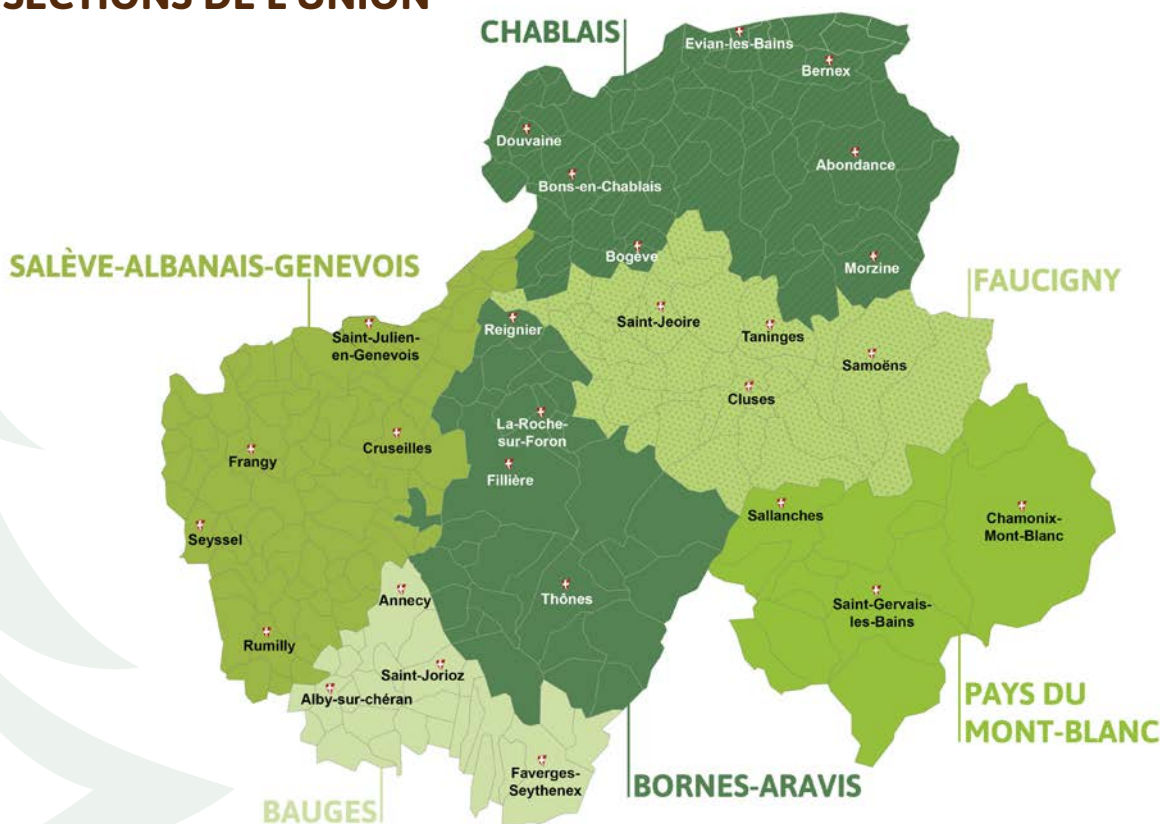 SECTIONS DE L'UNION
CHABLAIS
Evian-les-Bains
Bernex
Douvaine
Abondance
Bons-en-Chablais
Bogève
Morzine
SALÈVE-ALBANAIS-GENEVOIS
FAUCIGNY
Saint-Julien-
en-Genevois
Reignier
Saint-Jeoire
Taninges
Samoëns
Cluses
La-Roche-
sur-Foron
Cruseilles
Frangy
Fillière
Seyssel
Sallanches
Chamonix-
Mont-Blanc
Annecy
Thônes
Saint-Gervais-
les-Bains
Rumilly
Saint-Jorioz
Alby-sur-chéran
PAYS DU
MONT-BLANC
Faverges-
Seythenex
BORNES-ARAVIS
BAUGES